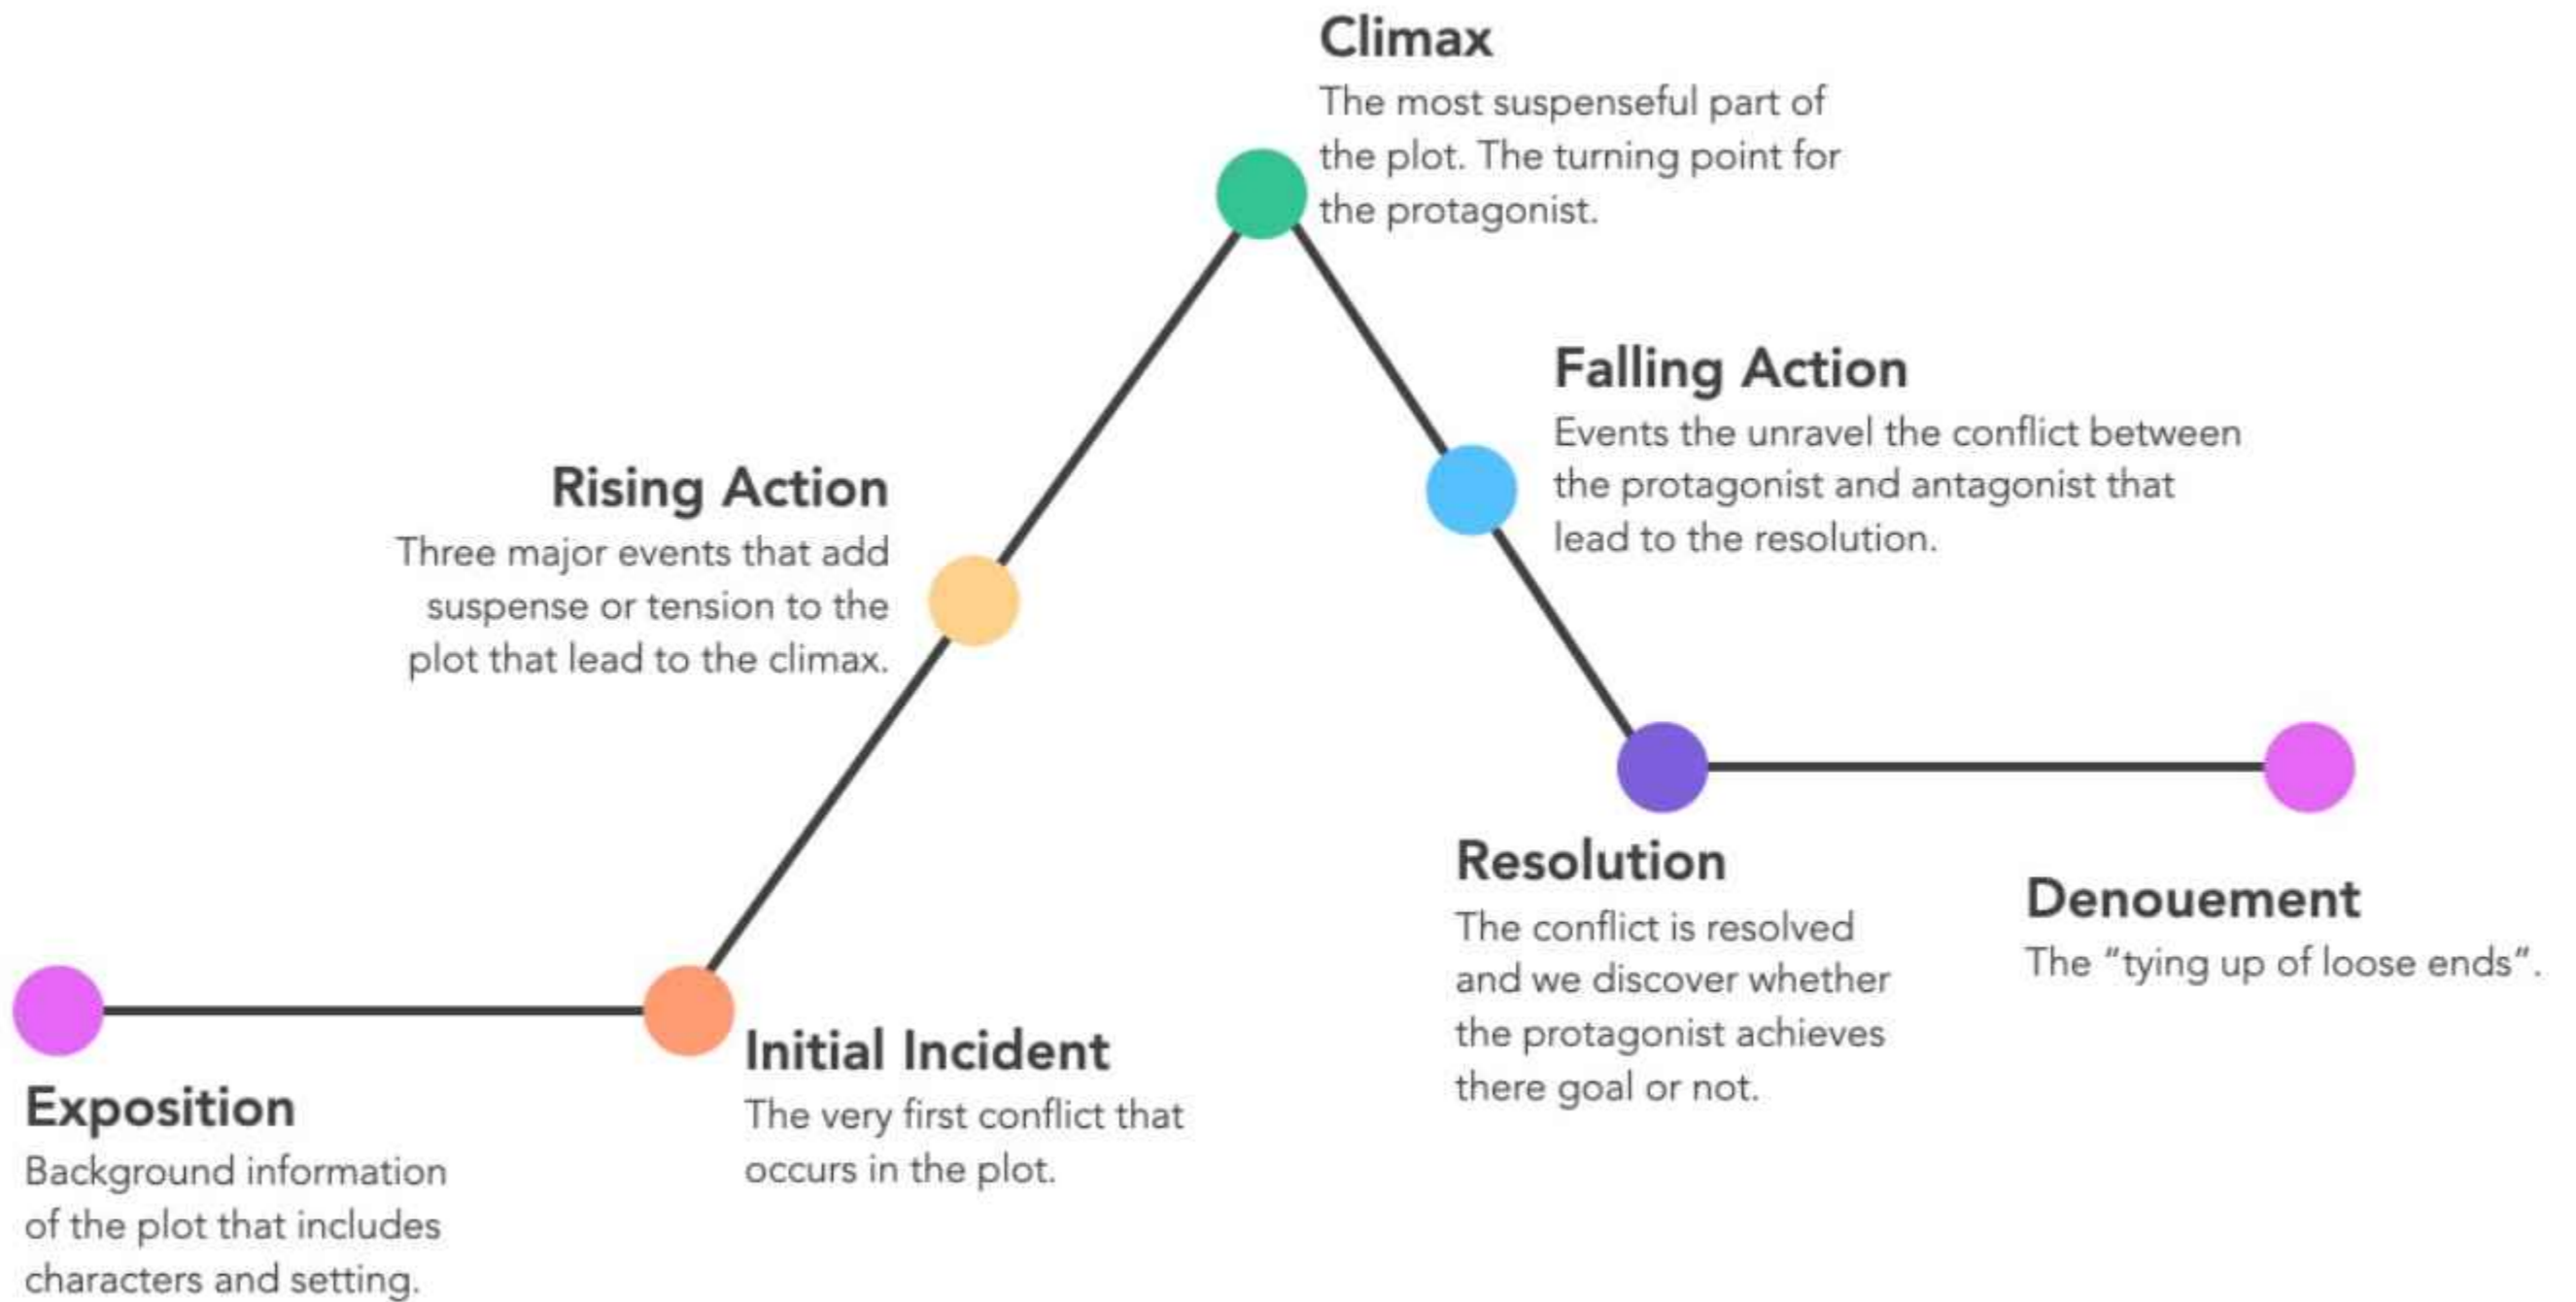 Climax
The most suspenseful part of
the plot. The turning point for
the protagonist.
Falling Action
Events the unravel the conflict between
the protagonist and antagonist that
lead to the resolution.
Rising Action
Three major events that add
suspense or tension to the
plot that lead to the climax.
Resolution
The conflict is resolved
and we discover whether
the protagonist achieves
there goal or not.
Denouement
The “tying up of loose ends”.
Initial Incident
The very first conflict that
occurs in the plot.
Exposition
Background information
of the plot that includes
characters and setting.